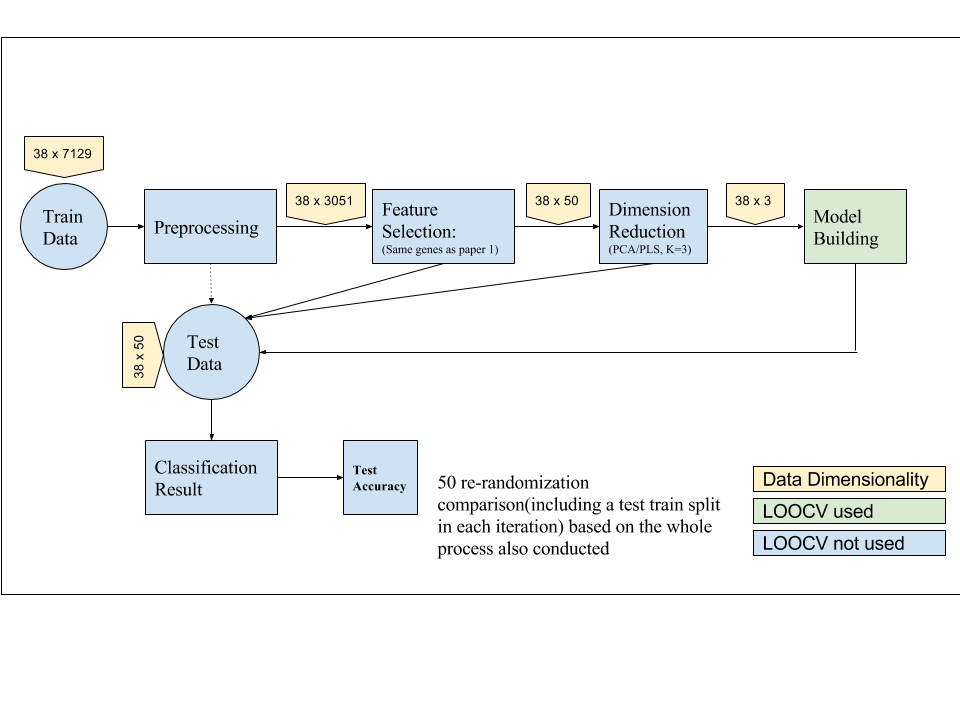 38 x 7129
Train
Data
Preprocessing
38 x 3051
Feature
Selection:
(Same genes as paper 1)
38 x 50
Dimension
Reduction
(PCA/PLS, K=3)
38 x 3
Model
Building
38 x 50
Test
Data
Classification
Result
Test
Accuracy
50 re-randomization
comparison(including a test train split
in each iteration) based on the whole
process also conducted
Data Dimensionality
LOOCV used
LOOCV not used